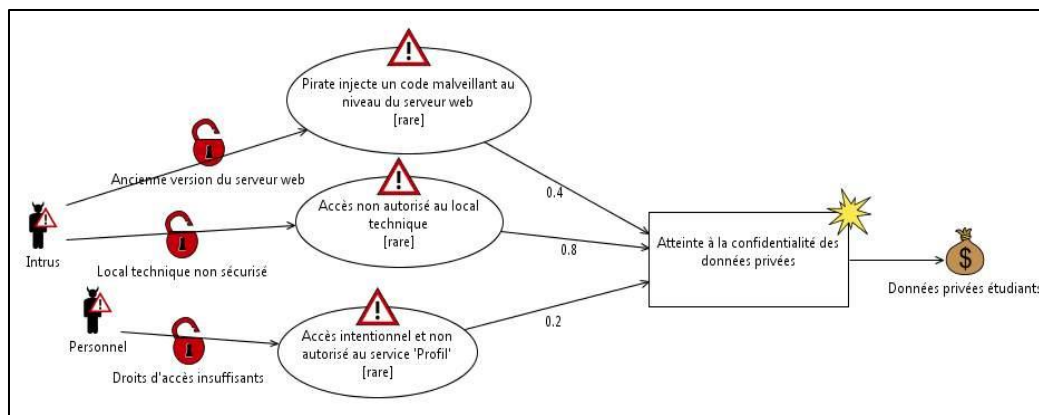 Pirate injecte un code malveillant au
niveau du serveur web
[rare]
Ancienne version du serveur web
0.4
Accès non autorisé au local
technique
[rare]
Intrus
Local technique non sécurisé
0.8
Atteinte à la confidentialité des
données privées
$
Données privées étudiants
Personnel
Accès intentionnel et non
autorisé au service 'Profil'
[rare]
0.2
Droits d'accès insuffisants